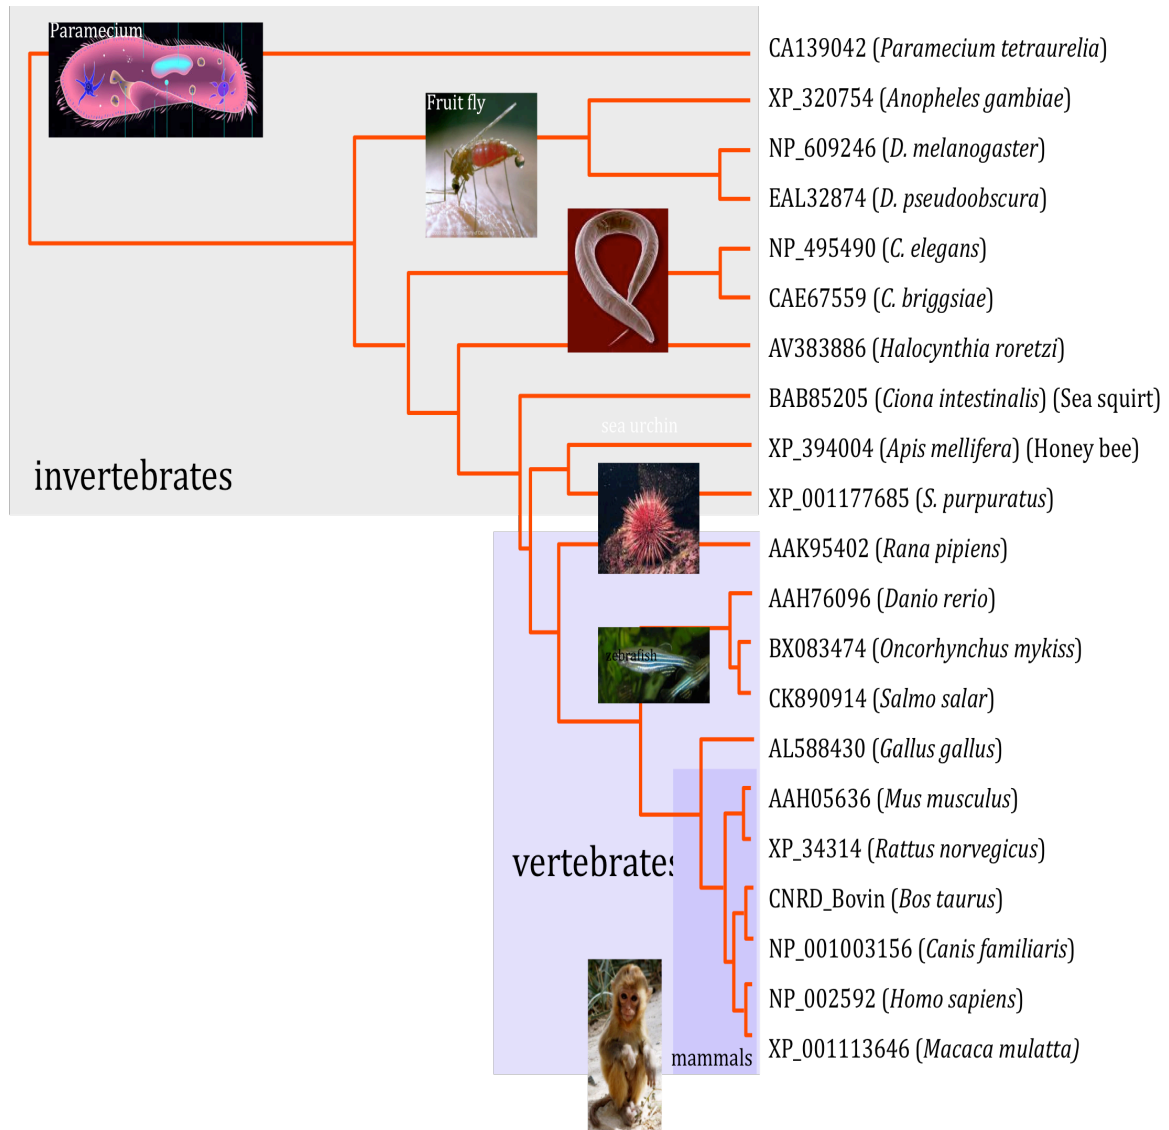 Paramecium
CA139042 (Paramecium tetraurelia)
Fruit fly
XP_320754 (Anopheles gambiae)
NP_609246 (D. melanogaster)
EAL32874 (D. pseudoobscura)
NP_495490 (C. elegans)
CAE67559 (C. briggsiae)
AV383886 (Halocynthia roretzi)
BAB85205 (Ciona intestinalis) (Sea squirt)
sea urchin
XP_394004 (Apis mellifera) (Honey bee)
invertebrates
XP_001177685 (S. purpuratus)
AAK95402 (Rana pipiens)
AAH76096 (Danio rerio)
BX083474 (Oncorhynchus mykiss)
zebrafish
CK890914 (Salmo salar)
AL588430 (Gallus gallus)
AAH05636 (Mus musculus)
XP_34314 (Rattus norvegicus)
vertebrates
CNRD_Bovin (Bos taurus)
NP_001003156 (Canis familiaris)
NP_002592 (Homo sapiens)
XP_001113646 (Macaca mulatta)
mammals